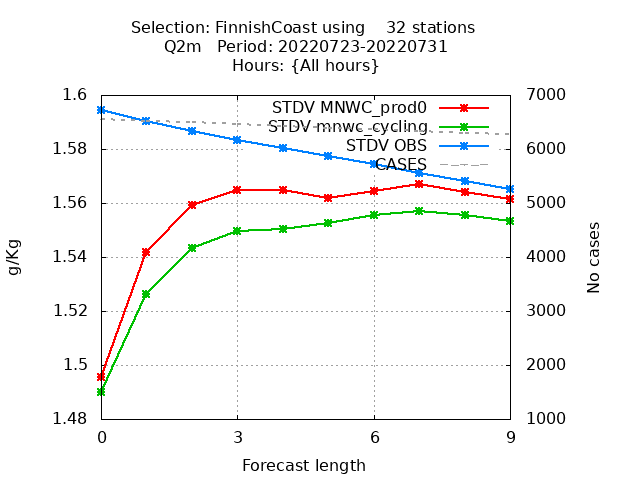 Selection: FinnishCoast using    32 stations
Q2m   Period: 20220723-20220731
Hours: {All hours}
1.6
1.58
1.56
1.54
1.52
1.5
1.48
7000
6000
5000
4000
3000
2000
1000
STDV MNWC_prod0
STDV mnwc_cycling
STDV OBS
CASES
g/Kg
No cases
0
3
6
9
Forecast length